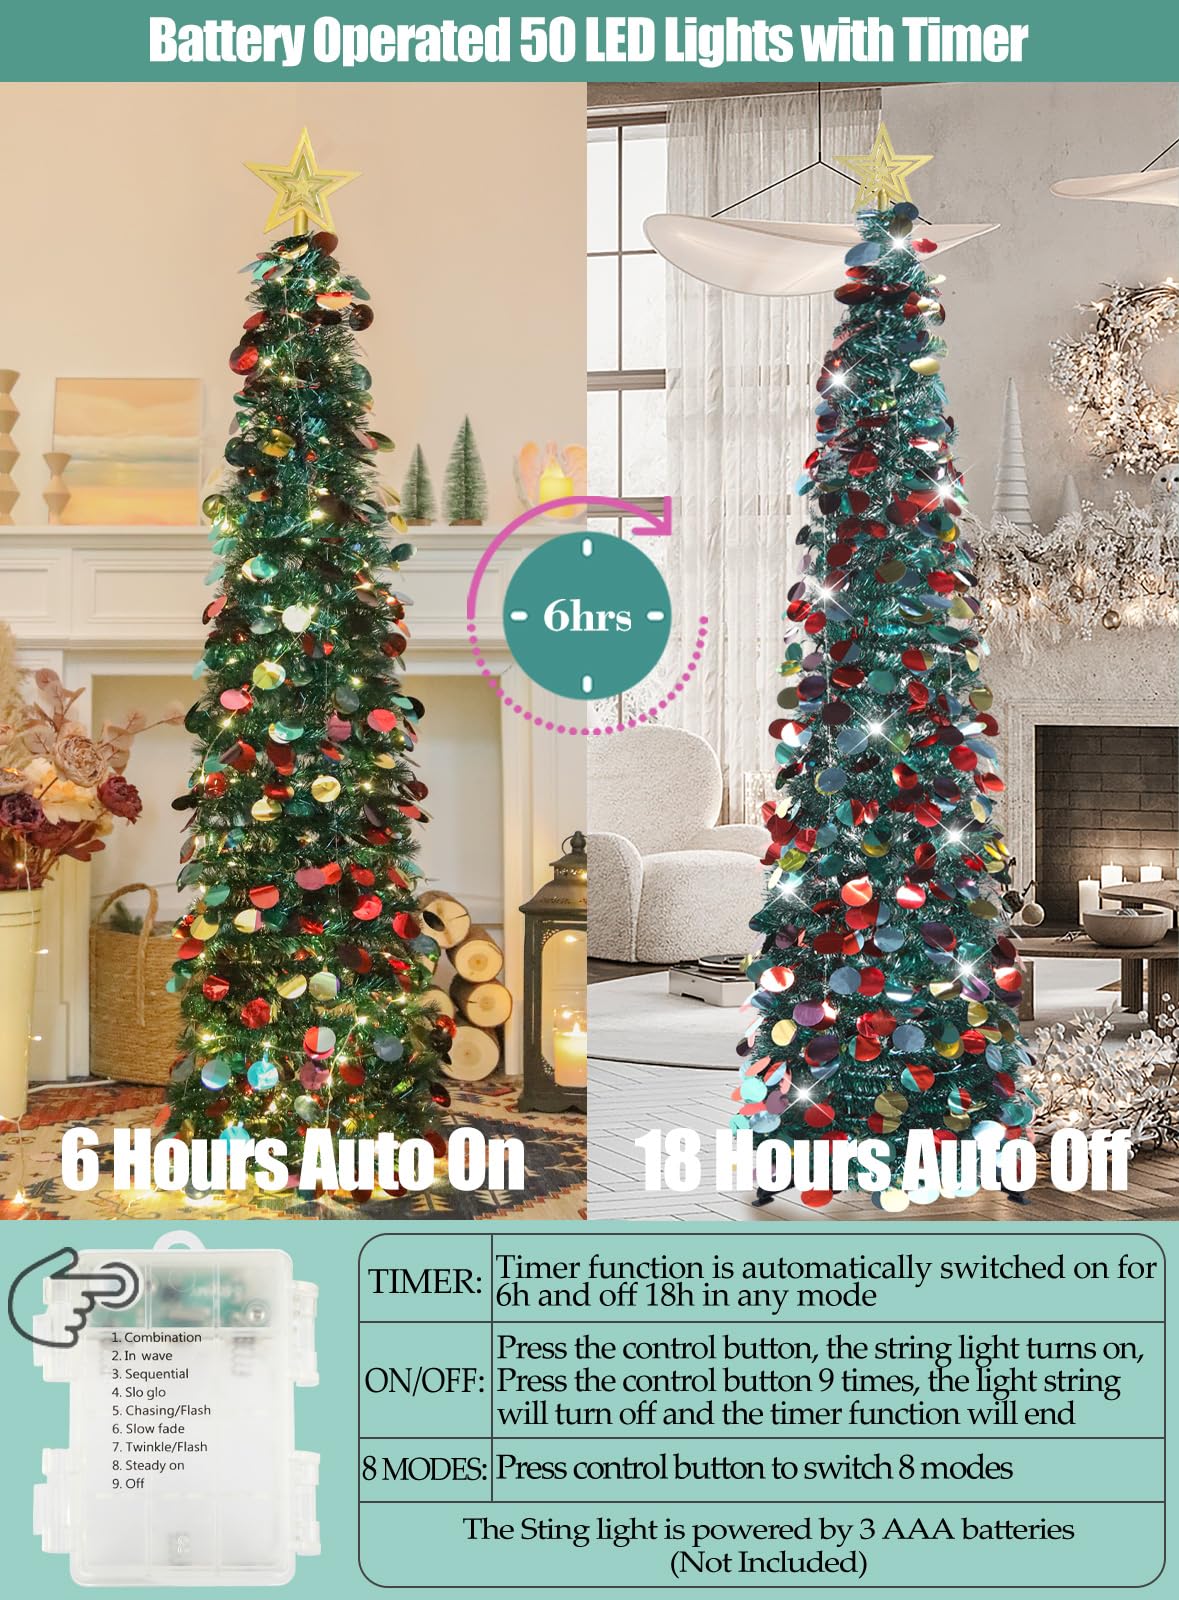 Battery Operated 50 LED Lights with Timer
6hrs
6 Hours Auto On
18 Hours Auto Off
1. Combination
2. In wave
3. Sequential
4. Slo glo
5. Chasing/Flash
6. Slow fade
7. Twinkle/Flash
8. Steady on
9. Off
TIMER:
Timer function is automatically switched on for
6h and off 18h in any mode
ON/OFF:
Press the control button, the string light turns on,
Press the control button 9 times, the light string
will turn off and the timer function will end
8 MODES:
Press control button to switch 8 modes
The Sting light is powered by 3 AAA batteries
(Not Included)